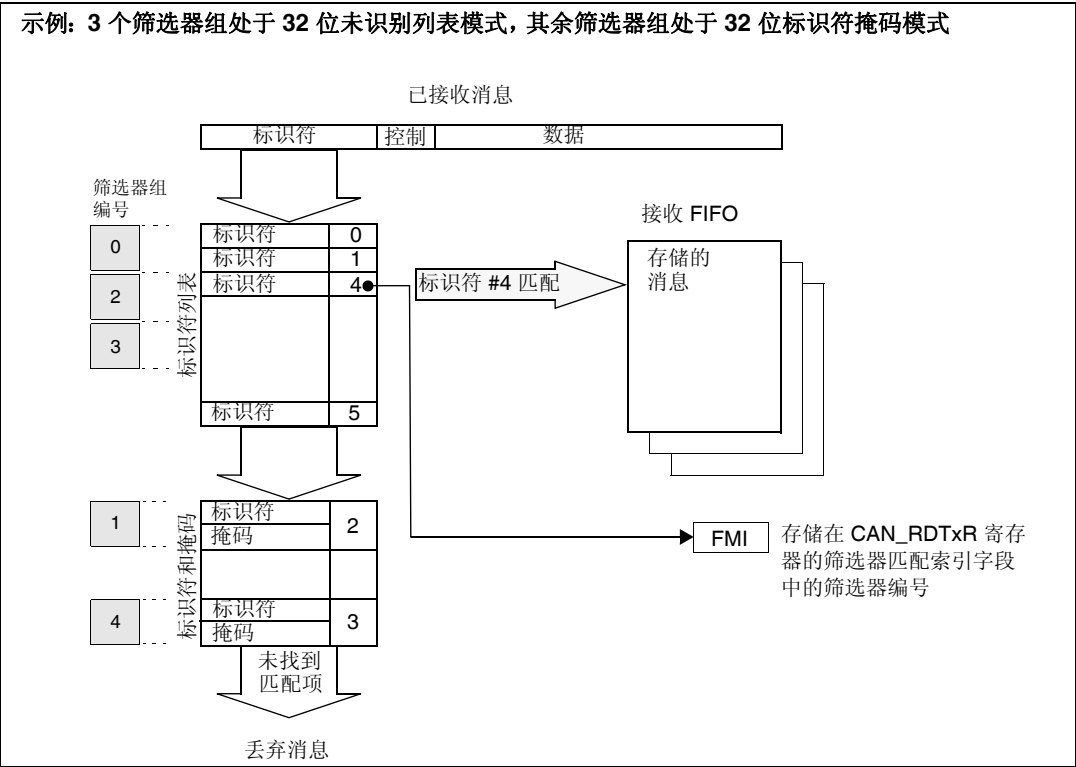 示例: 3 个筛选器组处于 32 位未识别列表模式, 其余筛选器组处于 32 位标识符掩码模式
已接收消息
标识符 控制 数据
筛选器组
编号
接收 FIFO
0
标识符 0
标识符 1
标识符 4
2
3
标识符列表
标识符 #4 匹配
存储的
消息
标识符 5
1
标识符
掩码
2
标识符和掩码
4
标识符
掩码
3
FMI
存储在 CAN_RDTxR 寄存
器的筛选器匹配索引字段
中的筛选器编号
未找到
匹配项
丢弃消息